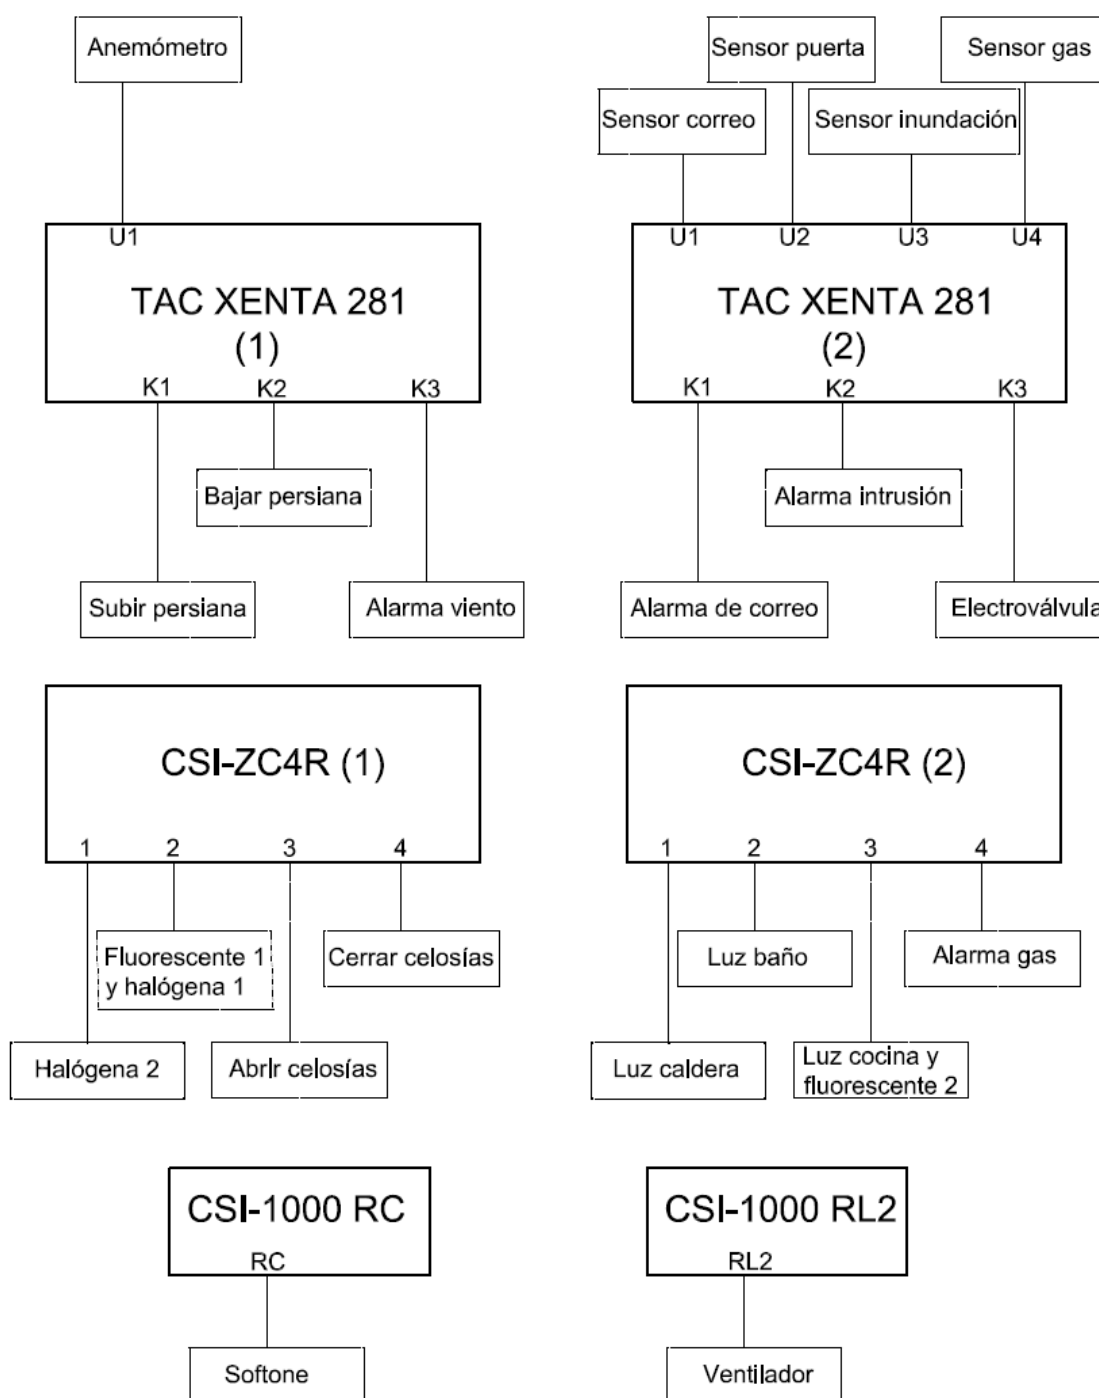 Anemómetro
Sensor puerta
Sensor gas
Sensor correo
Sensor inundación
U1
TAC XENTA 281
(1)
K1
K2
K3
U1
U2
U3
U4
TAC XENTA 281
(2)
K1
K2
K3
Bajar persiana
Subir persiana
Alarma viento
Alarma intrusión
Alarma de correo
Electroválvula
CSI-ZC4R (1)
1
2
3
4
Fluorescente 1
y halógena 1
Cerrar celosías
Halógena 2
Abrir celosías
CSI-ZC4R (2)
1
2
3
4
Luz baño
Alarma gas
Luz caldera
Luz cocina y
fluorescente 2
CSI-1000 RC
RC
Softone
CSI-1000 RL2
RL2
Ventilador